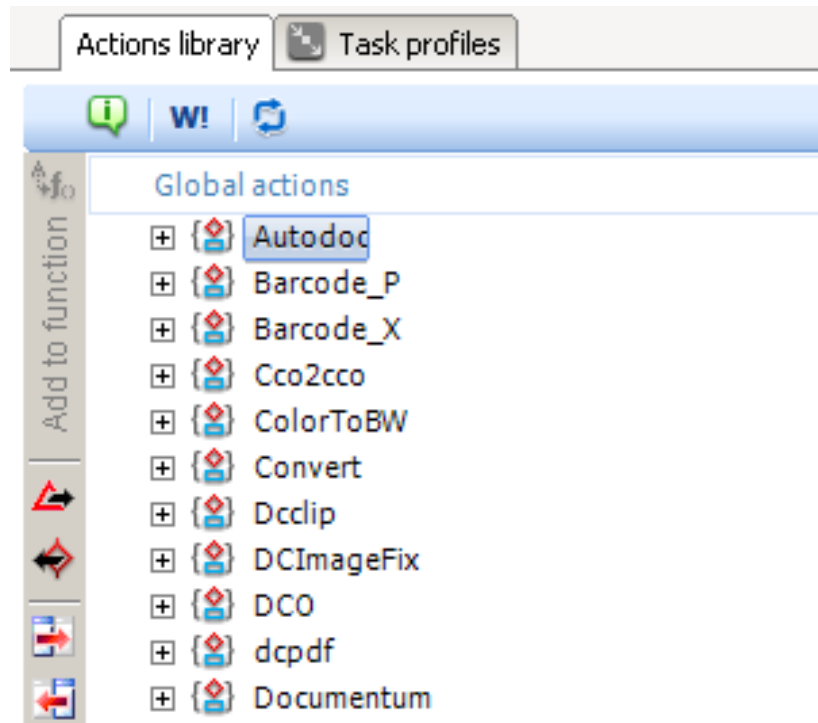 Actions library
Task profiles
W!
Global actions
Add to function
Autodoc
Barcode_P
Barcode_X
Cco2cco
ColorToBW
Convert
Dcclip
DCImageFix
DCO
dcpdf
Documentum